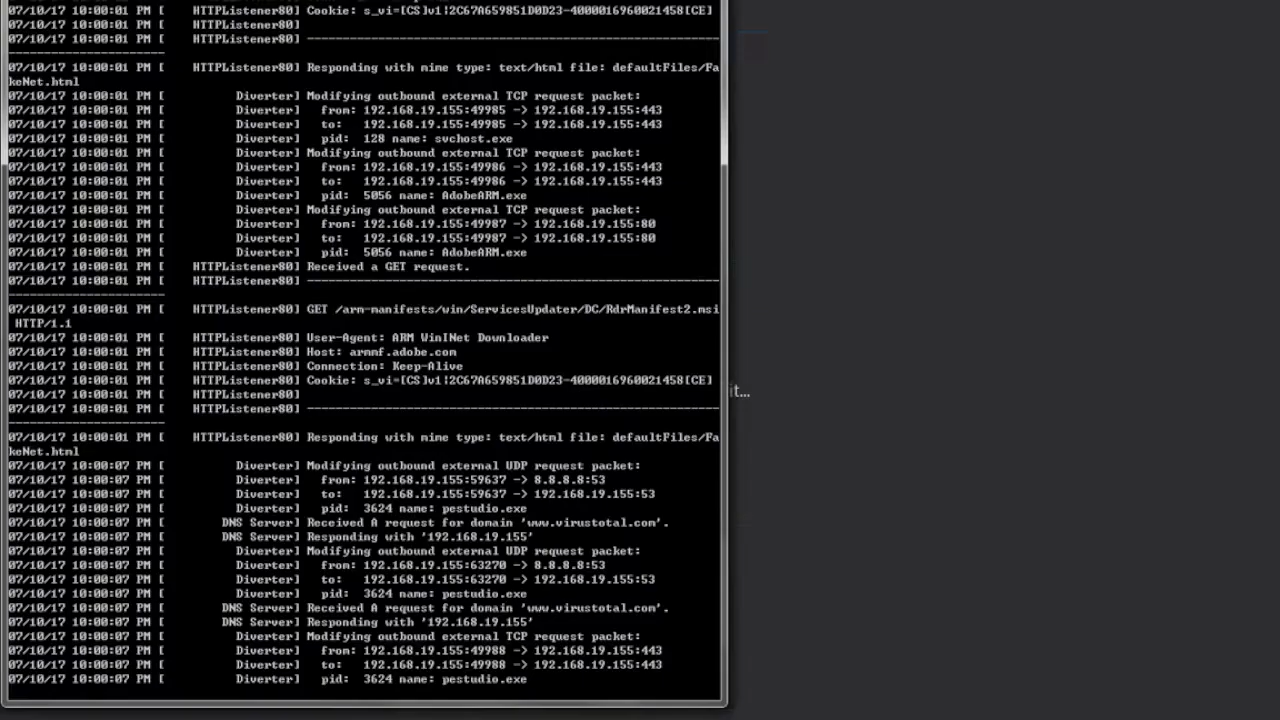 07/10/17 10:00:01 PM [    HTTPListener80] Cookie: s_vi=[CS]v1|2C67A659851D0D23-4000016960021458[CE]
07/10/17 10:00:01 PM [    HTTPListener80]
07/10/17 10:00:01 PM [    HTTPListener80] ----------------------------------------------------------
----------------------
07/10/17 10:00:01 PM [    HTTPListener80] Responding with mime type: text/html file: defaultFiles/Fa
keNet.html
07/10/17 10:00:01 PM [          Diverter] Modifying outbound external TCP request packet:
07/10/17 10:00:01 PM [          Diverter]   from: 192.168.19.155:49985 -> 192.168.19.155:443
07/10/17 10:00:01 PM [          Diverter]   to:   192.168.19.155:49985 -> 192.168.19.155:443
07/10/17 10:00:01 PM [          Diverter]   pid:  128 name: svchost.exe
07/10/17 10:00:01 PM [          Diverter] Modifying outbound external TCP request packet:
07/10/17 10:00:01 PM [          Diverter]   from: 192.168.19.155:49986 -> 192.168.19.155:443
07/10/17 10:00:01 PM [          Diverter]   to:   192.168.19.155:49986 -> 192.168.19.155:443
07/10/17 10:00:01 PM [          Diverter]   pid:  5056 name: AdobeARM.exe
07/10/17 10:00:01 PM [          Diverter] Modifying outbound external TCP request packet:
07/10/17 10:00:01 PM [          Diverter]   from: 192.168.19.155:49987 -> 192.168.19.155:80
07/10/17 10:00:01 PM [          Diverter]   to:   192.168.19.155:49987 -> 192.168.19.155:80
07/10/17 10:00:01 PM [          Diverter]   pid:  5056 name: AdobeARM.exe
07/10/17 10:00:01 PM [    HTTPListener80] Received a GET request.
07/10/17 10:00:01 PM [    HTTPListener80] ----------------------------------------------------------
----------------------
07/10/17 10:00:01 PM [    HTTPListener80] GET /arm-manifests/win/ServicesUpdater/DC/RdrManifest2.msi
 HTTP/1.1
07/10/17 10:00:01 PM [    HTTPListener80] User-Agent: ARM WinINet Downloader
07/10/17 10:00:01 PM [    HTTPListener80] Host: armmf.adobe.com
07/10/17 10:00:01 PM [    HTTPListener80] Connection: Keep-Alive
07/10/17 10:00:01 PM [    HTTPListener80] Cookie: s_vi=[CS]v1|2C67A659851D0D23-4000016960021458[CE]
it...
07/10/17 10:00:01 PM [    HTTPListener80]
07/10/17 10:00:01 PM [    HTTPListener80] ----------------------------------------------------------
----------------------
07/10/17 10:00:01 PM [    HTTPListener80] Responding with mime type: text/html file: defaultFiles/Fa
keNet.html
07/10/17 10:00:07 PM [          Diverter] Modifying outbound external UDP request packet:
07/10/17 10:00:07 PM [          Diverter]   from: 192.168.19.155:59637 -> 8.8.8.8:53
07/10/17 10:00:07 PM [          Diverter]   to:   192.168.19.155:59637 -> 192.168.19.155:53
07/10/17 10:00:07 PM [          Diverter]   pid:  3624 name: pestudio.exe
07/10/17 10:00:07 PM [        DNS Server] Received A request for domain 'www.virustotal.com'.
07/10/17 10:00:07 PM [        DNS Server] Responding with '192.168.19.155'
07/10/17 10:00:07 PM [          Diverter] Modifying outbound external UDP request packet:
07/10/17 10:00:07 PM [          Diverter]   from: 192.168.19.155:63270 -> 8.8.8.8:53
07/10/17 10:00:07 PM [          Diverter]   to:   192.168.19.155:63270 -> 192.168.19.155:53
07/10/17 10:00:07 PM [          Diverter]   pid:  3624 name: pestudio.exe
07/10/17 10:00:07 PM [        DNS Server] Received A request for domain 'www.virustotal.com'.
07/10/17 10:00:07 PM [        DNS Server] Responding with '192.168.19.155'
07/10/17 10:00:07 PM [          Diverter] Modifying outbound external TCP request packet:
07/10/17 10:00:07 PM [          Diverter]   from: 192.168.19.155:49988 -> 192.168.19.155:443
07/10/17 10:00:07 PM [          Diverter]   to:   192.168.19.155:49988 -> 192.168.19.155:443
07/10/17 10:00:07 PM [          Diverter]   pid:  3624 name: pestudio.exe